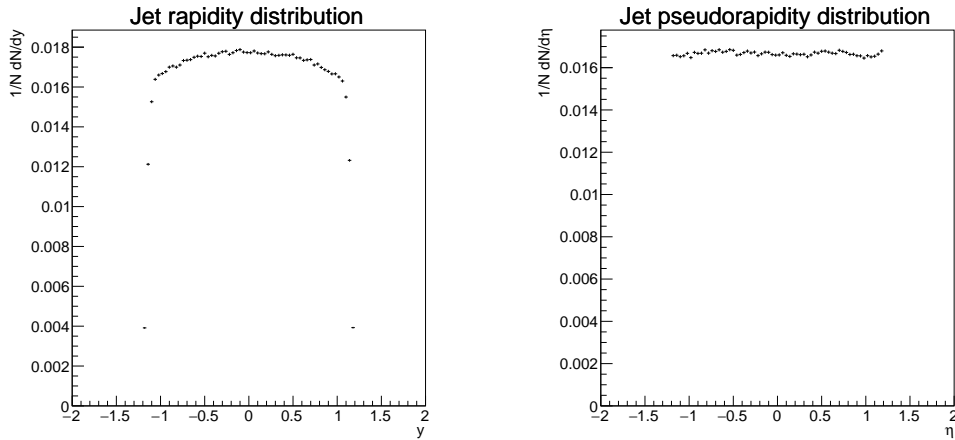 Jet rapidity distribution
1/N dN/dy
0.018
0.016
0.014
0.012
0.01
0.008
0.006
0.004
0.002
0
−2 −1.5 −1 −0.5 0 0.5 1 1.5 2
y
Jet pseudorapidity distribution
1/N dN/dη
0.016
0.014
0.012
0.01
0.008
0.006
0.004
0.002
0
−2 −1.5 −1 −0.5 0 0.5 1 1.5 2
η